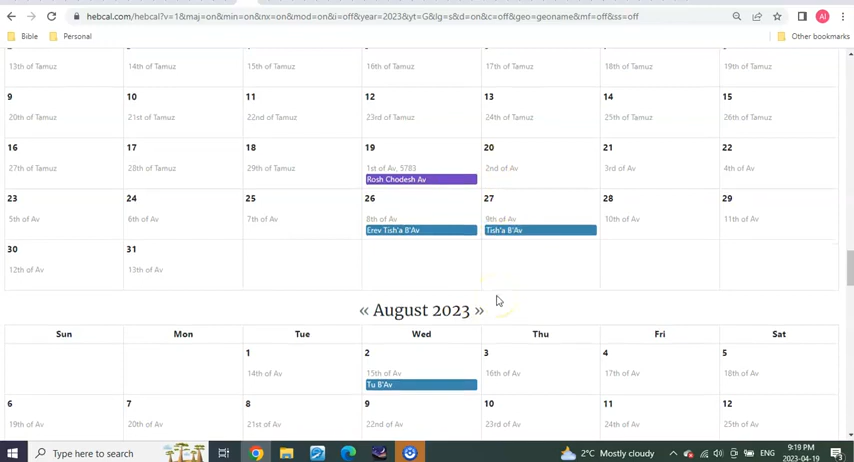 hebcal.com/hebcal?v=1&maj=on&min=on&nx=on&mod=on&i=off&year=2023&yt=G&lg=s&d=on&c=off&geo=geoname&mf=off&ss=off
AI
Bible Personal Other bookmarks
13th of Tamuz 14th of Tamuz 15th of Tamuz 16th of Tamuz 17th of Tamuz 18th of Tamuz 19th of Tamuz
9 10 11 12 13 14 15
20th of Tamuz 21st of Tamuz 22nd of Tamuz 23rd of Tamuz 24th of Tamuz 25th of Tamuz 26th of Tamuz
16 17 18 19 20 21 22
27th of Tamuz 28th of Tamuz 29th of Tamuz 1st of Av, 5783 2nd of Av 3rd of Av 4th of Av
Rosh Chodesh Av
23 24 25 26 27 28 29
5th of Av 6th of Av 7th of Av 8th of Av 9th of Av 10th of Av 11th of Av
Erev Tish'a B'Av Tish'a B'Av
30 31
12th of Av 13th of Av
« August 2023 »
Sun Mon Tue Wed Thu Fri Sat
1 2 3 4 5
14th of Av 15th of Av 16th of Av 17th of Av 18th of Av
Tu B'Av
6 7 8 9 10 11 12
19th of Av 20th of Av 21st of Av 22nd of Av 23rd of Av 24th of Av 25th of Av
Type here to search 2°C Mostly cloudy ENG 9:19 PM
2023-04-19 3